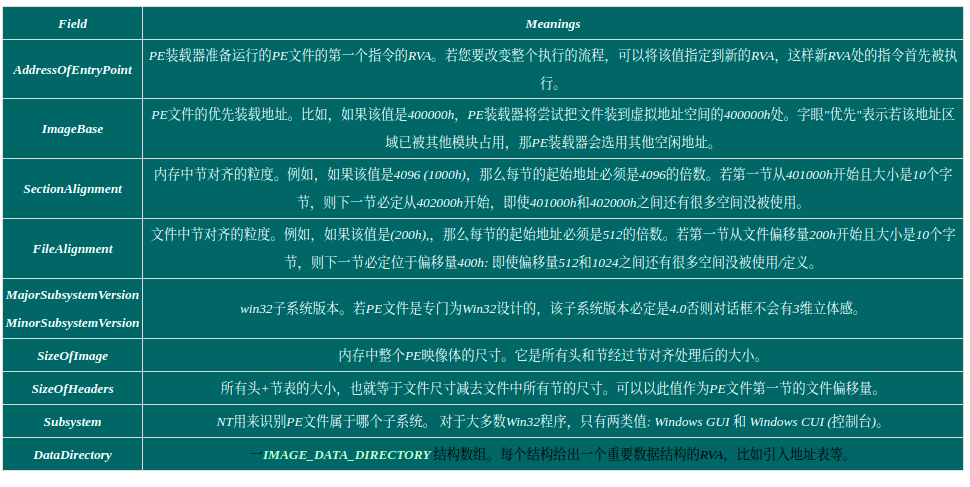 Field Meanings
AddressOfEntryPoint PE装载器准备运行的PE文件的第一个指令的RVA。若您要改变整个执行的流程，可以将该值指定到新的RVA，这样新RVA处的指令首先被执
行。
ImageBase PE文件的优先装载地址。比如，如果该值是400000h，PE装载器将尝试把文件装到虚拟地址空间的400000h处。字眼"优先"表示若该地址区
域已被其他模块占用，那PE装载器会选用其他空闲地址。
SectionAlignment 内存中节对齐的粒度。例如，如果该值是4096 (1000h)，那么每节的起始地址必须是4096的倍数。若第一节从401000h开始且大小是10个字
节，则下一节必定从402000h开始，即使401000h和402000h之间还有很多空间没被使用。
FileAlignment 文件中节对齐的粒度。例如，如果该值是(200h),，那么每节的起始地址必须是512的倍数。若第一节从文件偏移量200h开始且大小是10个字
节，则下一节必定位于偏移量400h: 即使偏移量512和1024之间还有很多空间没被使用/定义。
MajorSubsystemVersion
MinorSubsystemVersion
win32子系统版本。若PE文件是专门为Win32设计的，该子系统版本必定是4.0否则对话框不会有3维立体感。
SizeOfImage 内存中整个PE映像体的尺寸。它是所有头和节经过节对齐处理后的大小。
SizeOfHeaders 所有头+节表的大小，也就等于文件尺寸减去文件中所有节的尺寸。可以以此值作为PE文件第一节的文件偏移量。
Subsystem NT用来识别PE文件属于哪个子系统。 对于大多数Win32程序，只有两类值: Windows GUI 和 Windows CUI (控制台)。
DataDirectory 一IMAGE_DATA_DIRECTORY 结构数组。每个结构给出一个重要数据结构的RVA，比如引入地址表等。